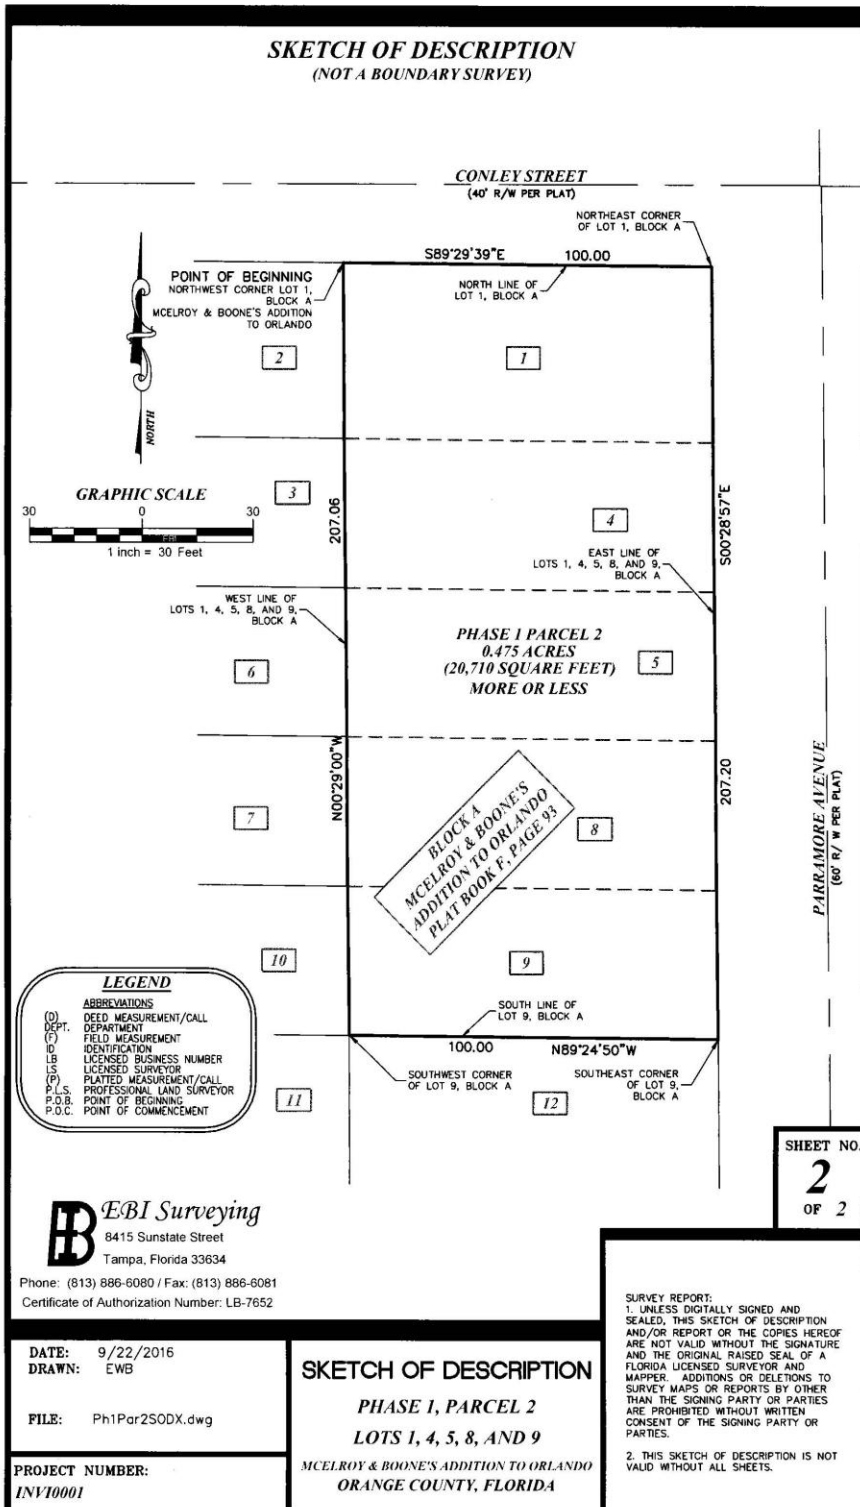 SKETCH OF DESCRIPTION
(NOT A BOUNDARY SURVEY)
CONLEY STREET
(40' R/W PER PLAT)
NORTHEAST CORNER
OF LOT 1, BLOCK A
S89°29'39"E 100.00
POINT OF BEGINNING
NORTHWEST CORNER LOT 1,
BLOCK A
MCELROY & BOONE'S ADDITION
TO ORLANDO
NORTH LINE OF
LOT 1, BLOCK A
2
1
NORTH
GRAPHIC SCALE
30 0 30
EBI
1 inch = 30 Feet
3
207.06
4
S00°28'57"E
EAST LINE OF
LOTS 1, 4, 5, 8, AND 9,
BLOCK A
WEST LINE OF
LOTS 1, 4, 5, 8, AND 9,
BLOCK A
PHASE 1 PARCEL 2
0.475 ACRES
(20,710 SQUARE FEET)
MORE OR LESS
5
6
N00°29'00"W
207.20
PARRAMORE AVENUE
(60' R/ W PER PLAT)
7
8
BLOCK A
MCELROY & BOONE'S
ADDITION TO ORLANDO
PLAT BOOK F, PAGE 93
10
9
LEGEND
ABBREVIATIONS
(D) DEED MEASUREMENT/CALL
DEPT. DEPARTMENT
(F) FIELD MEASUREMENT
ID IDENTIFICATION
LB LICENSED BUSINESS NUMBER
LS LICENSED SURVEYOR
(P) PLATTED MEASUREMENT/CALL
P.L.S. PROFESSIONAL LAND SURVEYOR
P.O.B. POINT OF BEGINNING
P.O.C. POINT OF COMMENCEMENT
SOUTH LINE OF
LOT 9, BLOCK A
100.00 N89°24'50"W
SOUTHWEST CORNER
OF LOT 9, BLOCK A
SOUTHEAST CORNER
OF LOT 9,
BLOCK A
11
12
SHEET NO.
2
OF 2
EBI Surveying
8415 Sunstate Street
Tampa, Florida 33634
Phone: (813) 886-6080 / Fax: (813) 886-6081
Certificate of Authorization Number: LB-7652
DATE: 9/22/2016
DRAWN: EWB
FILE: Ph1Par2SODX.dwg
PROJECT NUMBER:
INVI0001
SKETCH OF DESCRIPTION
PHASE 1, PARCEL 2
LOTS 1, 4, 5, 8, AND 9
MCELROY & BOONE'S ADDITION TO ORLANDO
ORANGE COUNTY, FLORIDA
SURVEY REPORT:
1. UNLESS DIGITALLY SIGNED AND
SEALED, THIS SKETCH OF DESCRIPTION
AND/OR REPORT OR THE COPIES HEREOF
ARE NOT VALID WITHOUT THE SIGNATURE
AND THE ORIGINAL RAISED SEAL OF A
FLORIDA LICENSED SURVEYOR AND
MAPPER. ADDITIONS OR DELETIONS TO
SURVEY MAPS OR REPORTS BY OTHER
THAN THE SIGNING PARTY OR PARTIES
ARE PROHIBITED WITHOUT WRITTEN
CONSENT OF THE SIGNING PARTY OR
PARTIES.
2. THIS SKETCH OF DESCRIPTION IS NOT
VALID WITHOUT ALL SHEETS.